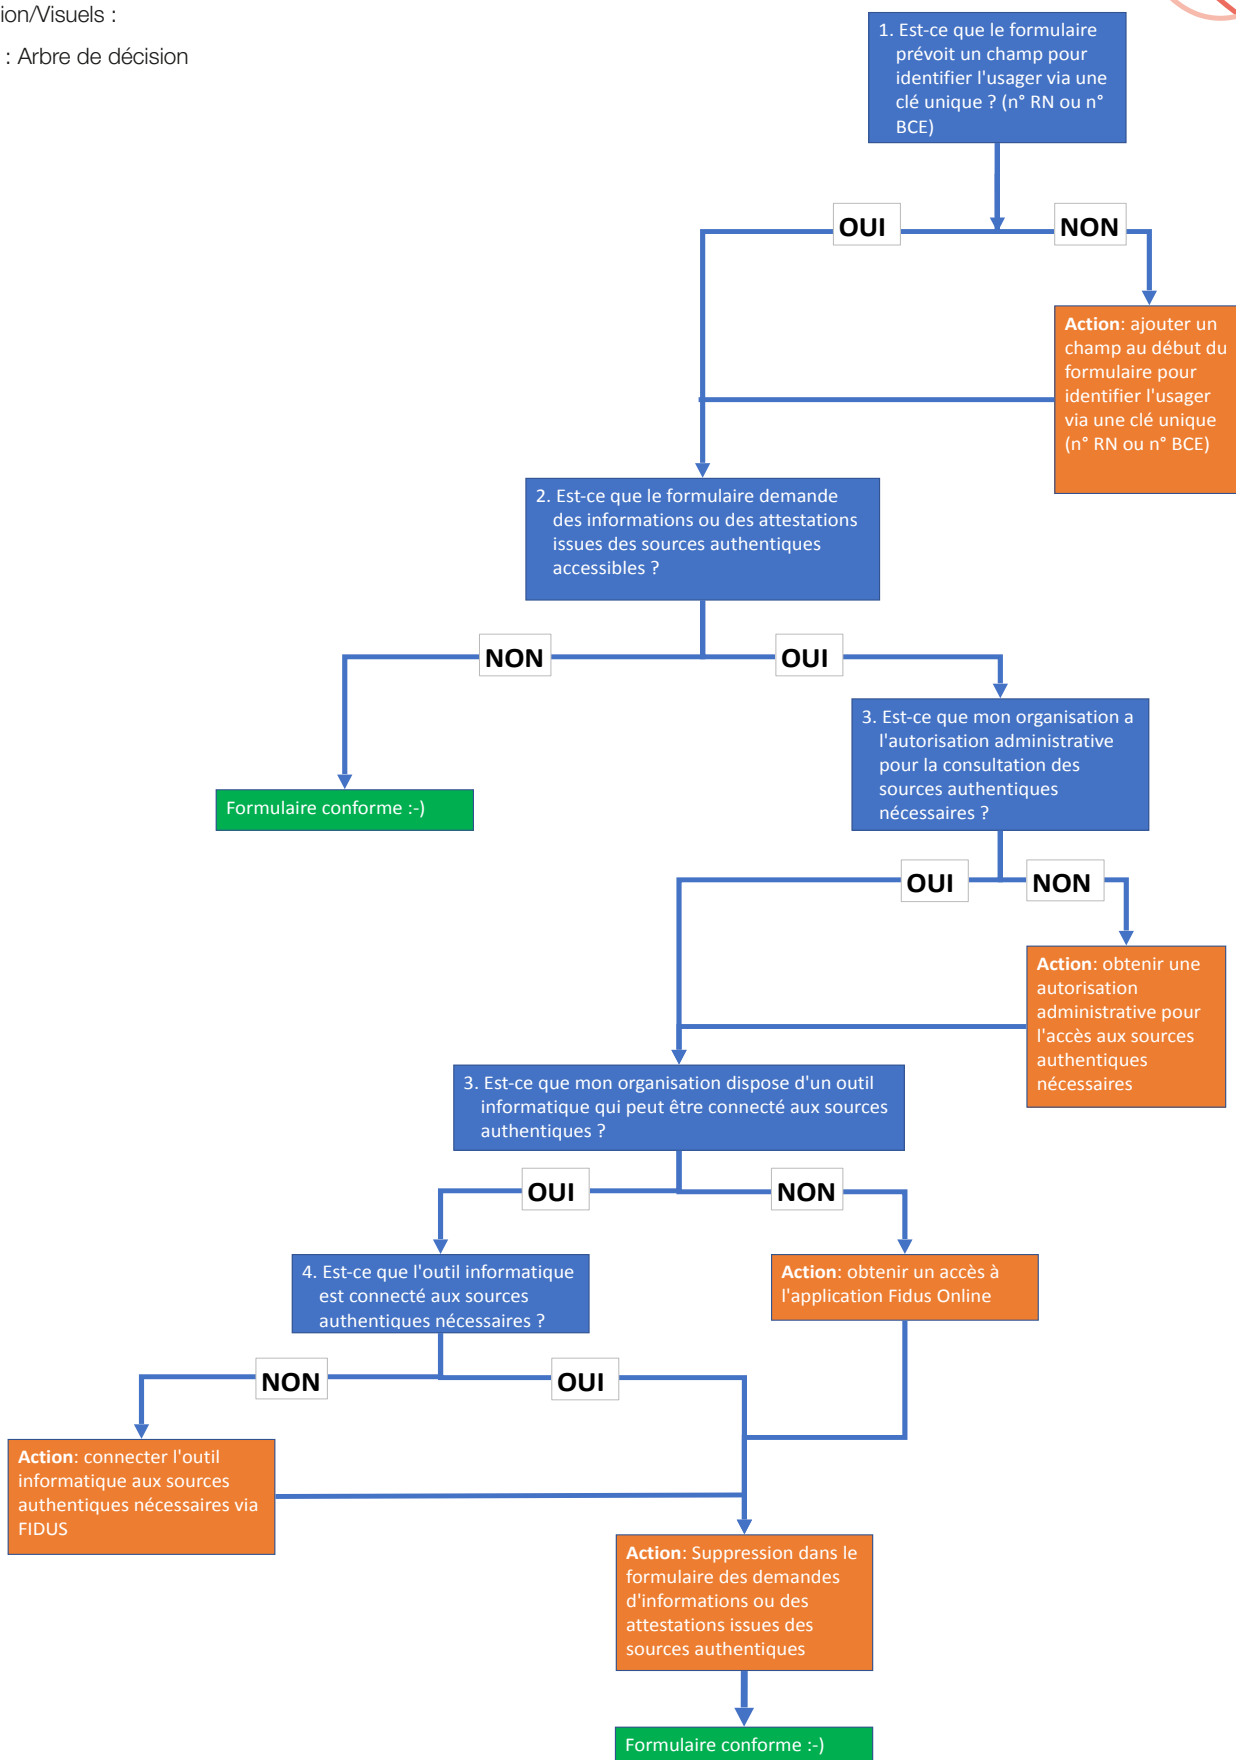 ion/Visuels :
: Arbre de décision
1. Est-ce que le formulaire
prévoit un champ pour
identifier l'usager via une
clé unique ? (n° RN ou n°
BCE)
OUI
NON
Action: ajouter un
champ au début du
formulaire pour
identifier l'usager
via une clé unique
(n° RN ou n° BCE)
2. Est-ce que le formulaire demande
des informations ou des attestations
issues des sources authentiques
accessibles ?
NON
OUI
3. Est-ce que mon organisation a
l'autorisation administrative
pour la consultation des
sources authentiques
nécessaires ?
Formulaire conforme :-)
OUI
NON
Action: obtenir une
autorisation
administrative pour
l'accès aux sources
authentiques
nécessaires
3. Est-ce que mon organisation dispose d'un outil
informatique qui peut être connecté aux sources
authentiques ?
OUI
NON
4. Est-ce que l'outil informatique
est connecté aux sources
authentiques nécessaires ?
Action: obtenir un accès à
l'application Fidus Online
NON
OUI
Action: connecter l'outil
informatique aux sources
authentiques nécessaires via
FIDUS
Action: Suppression dans le
formulaire des demandes
d'informations ou des
attestations issues des
sources authentiques
Formulaire conforme :-)